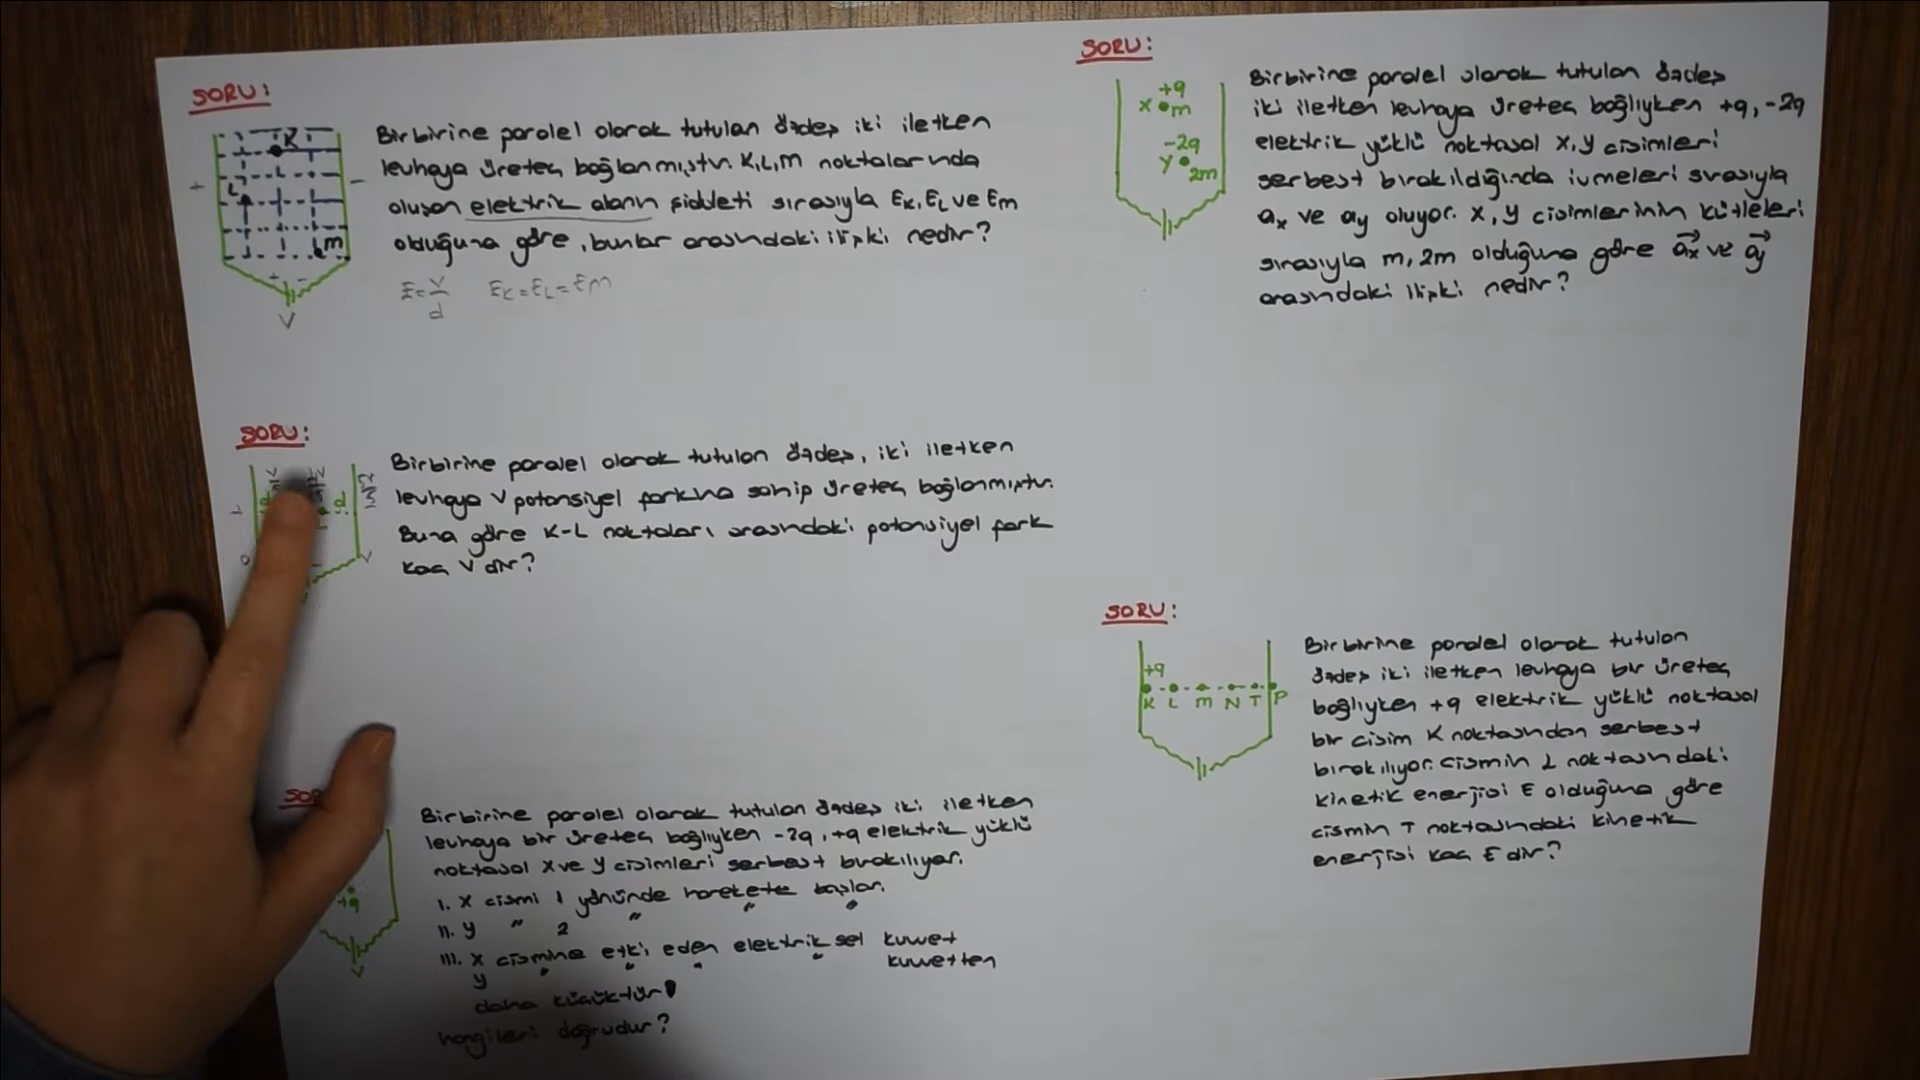 SORU:
K
L
M
+
-
+ -
V
Birbirine paralel olarak tutulan özdeş iki iletken
levhaya üreteç bağlanmıştır. K, L, M noktalarında
oluşan elektrik alanın şiddeti sırasıyla EK, EL ve EM
olduğuna göre, bunlar arasındaki ilişki nedir?
E=V/d EK=EL=EM
SORU:
+
d
d
Birbirine paralel olarak tutulan özdeş, iki iletken
levhaya V potansiyel farkına sahip üreteç bağlanmıştır.
Buna göre K-L noktaları arasındaki potansiyel fark
kaç V dir?
+q
V
Birbirine paralel olarak tutulan özdeş iki iletken
levhaya bir üreteç bağlıyken -2q, +q elektrik yüklü
noktasal X ve Y cisimleri serbest bırakılıyor.
I. X cismi 1 yönünde harekete başlar.
II. Y " 2 " " "
III. X cismine etki eden elektriksel kuvvet
Y " " " " kuvvetten
daha küçüktür.
hangileri doğrudur?
SORU:
+q
X m
-2q
Y 2m
Birbirine paralel olarak tutulan özdeş
iki iletken levhaya üreteç bağlıyken +q, -2q
elektrik yüklü noktasal X, Y cisimleri
serbest bırakıldığında ivmeleri sırasıyla
ax ve ay oluyor. X, Y cisimlerinin kütleleri
sırasıyla m, 2m olduğuna göre ax ve ay
arasındaki ilişki nedir?
SORU:
+q
K L M N T P
Birbirine paralel olarak tutulan
özdeş iki iletken levhaya bir üreteç
bağlıyken +q elektrik yüklü noktasal
bir cisim K noktasından serbest
bırakılıyor. Cismin L noktasındaki
kinetik enerjisi E olduğuna göre
cismin T noktasındaki kinetik
enerjisi kaç E dir?